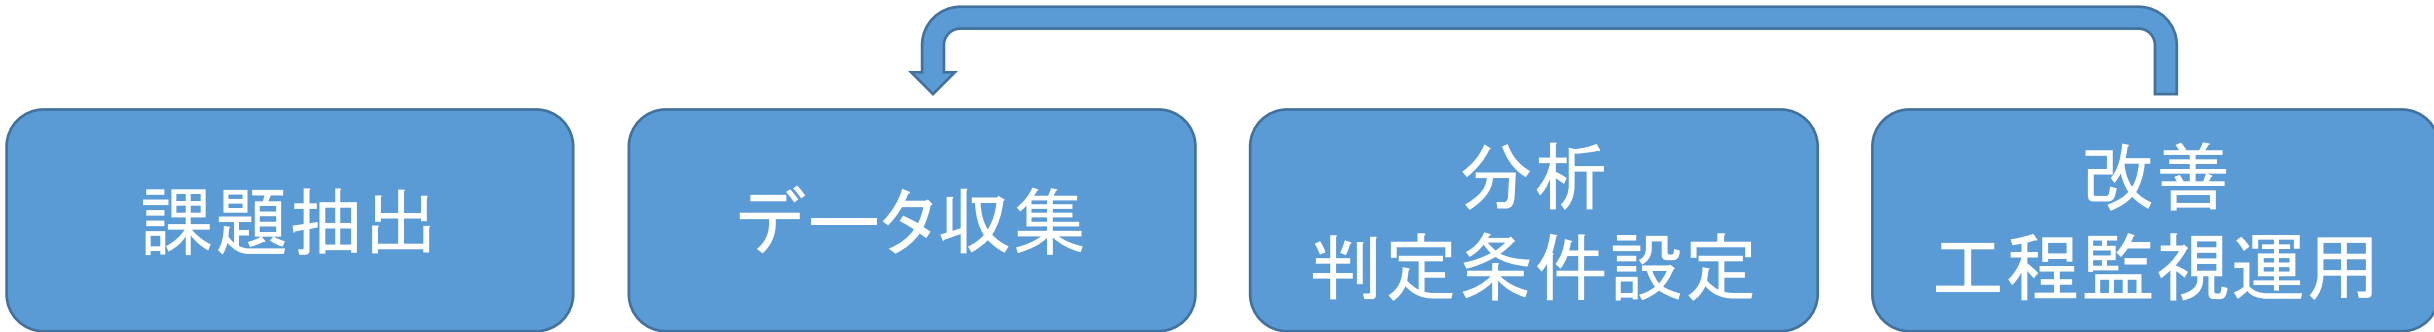 課題抽出
データ収集
分析
判定条件設定
改善
工程監視運用